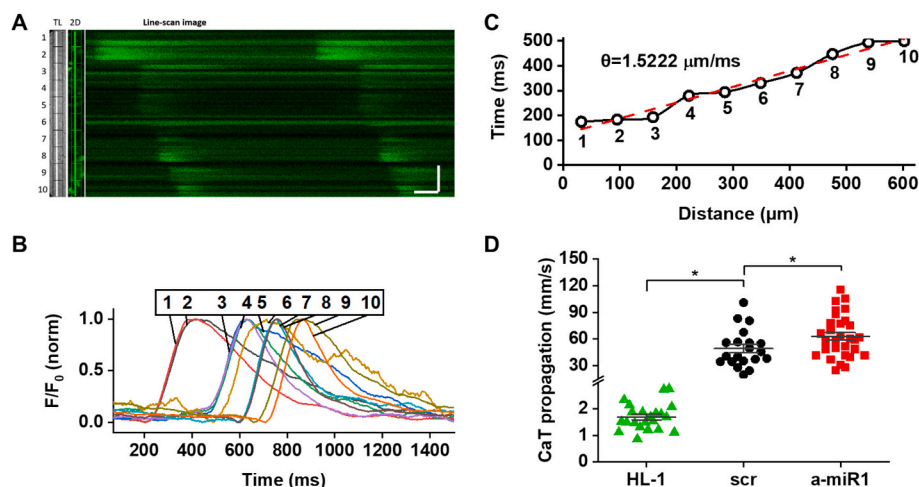 A
TL 2D Line-scan image
1
2
3
4
5
6
7
8
9
10
B
1 2 3 4 5 6 7 8 9 10
1.0
0.5
0.0
F/F0 (norm)
200 400 600 800 1000 1200 1400
Time (ms)
C
500
400
300
200
100
0
Time (ms)
θ=1.5222 μm/ms
1 2 3 4 5 6 7 8 9 10
0 100 200 300 400 500 600
Distance (μm)
D
CaT propagation (mm/s)
150
120
90
60
30
2
1
0
* *
HL-1 scr a-miR1